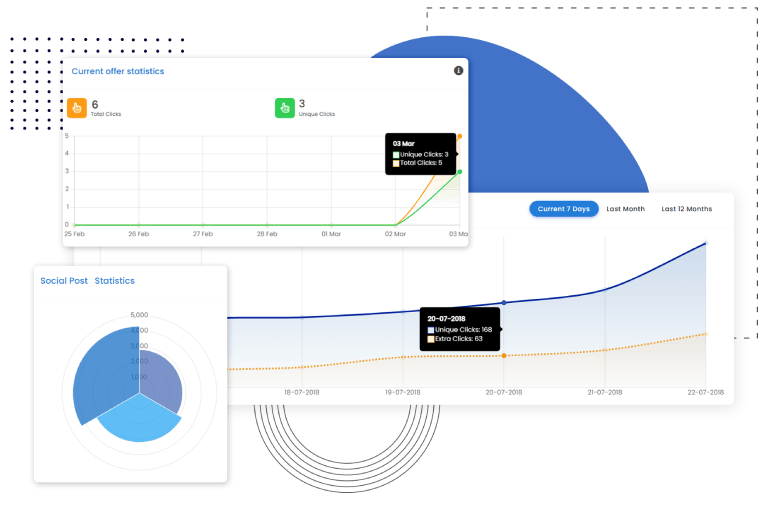 Current offer statistics
6
Total Clicks
3
Unique Clicks
5
4
3
2
1
0
03 Mar
Unique Clicks: 3
Total Clicks: 5
25 Feb
26 Feb
27 Feb
28 Feb
01 Mar
02 Mar
03 Ma
Current 7 Days
Last Month
Last 12 Months
20-07-2018
Unique Clicks: 168
Extra Clicks: 63
18-07-2018
19-07-2018
20-07-2018
21-07-2018
22-07-2018
Social Post Statistics
5,000
4,000
3,000
2,000
1,000